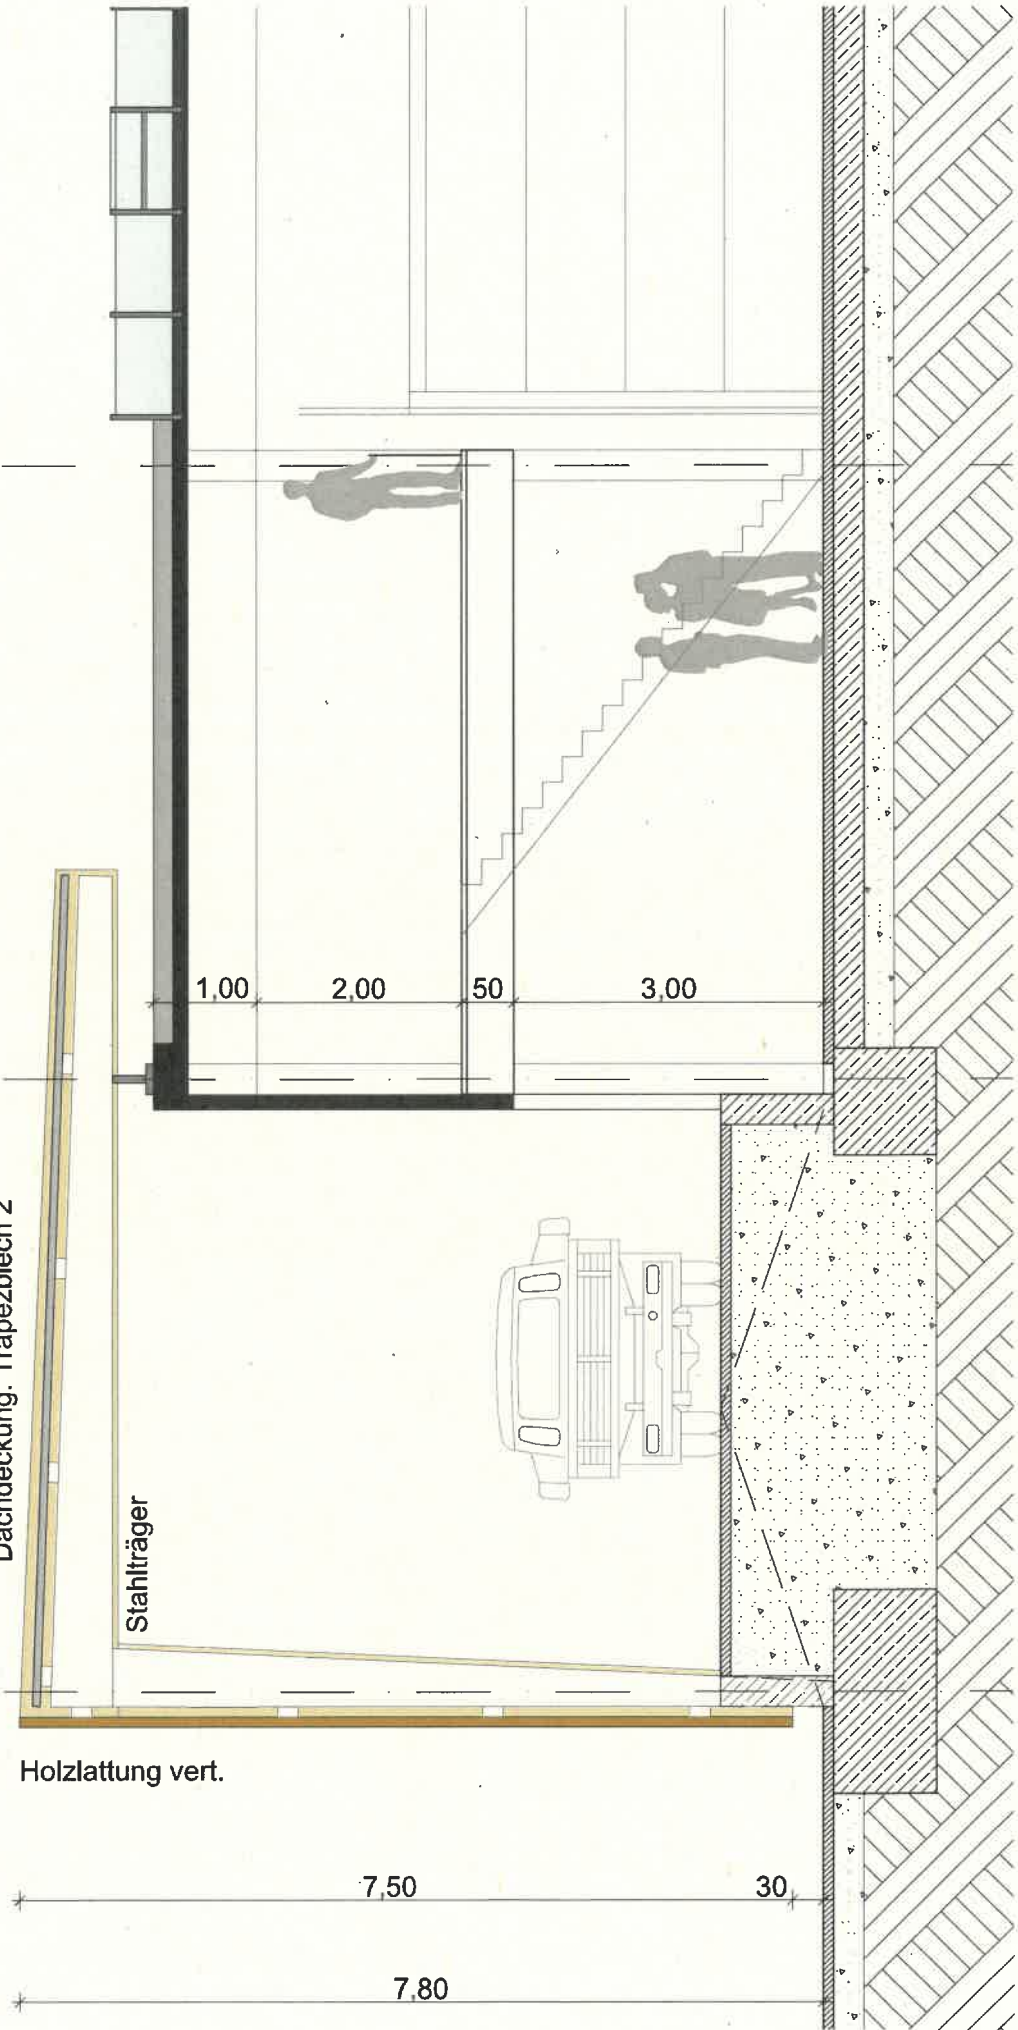 Dachdeckung: Trapezblech 2
Stahlträger
1,00
2,00
50
3,00
Holzlattung vert.
7,50
30
7,80